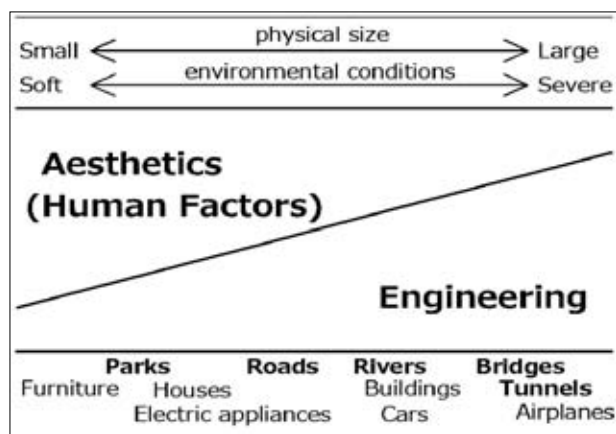 physical size
Small Large
environmental conditions
Soft Severe
Aesthetics
(Human Factors)
Engineering
Parks Roads Rivers Bridges
Furniture Houses Buildings Tunnels
Electric appliances Cars Airplanes